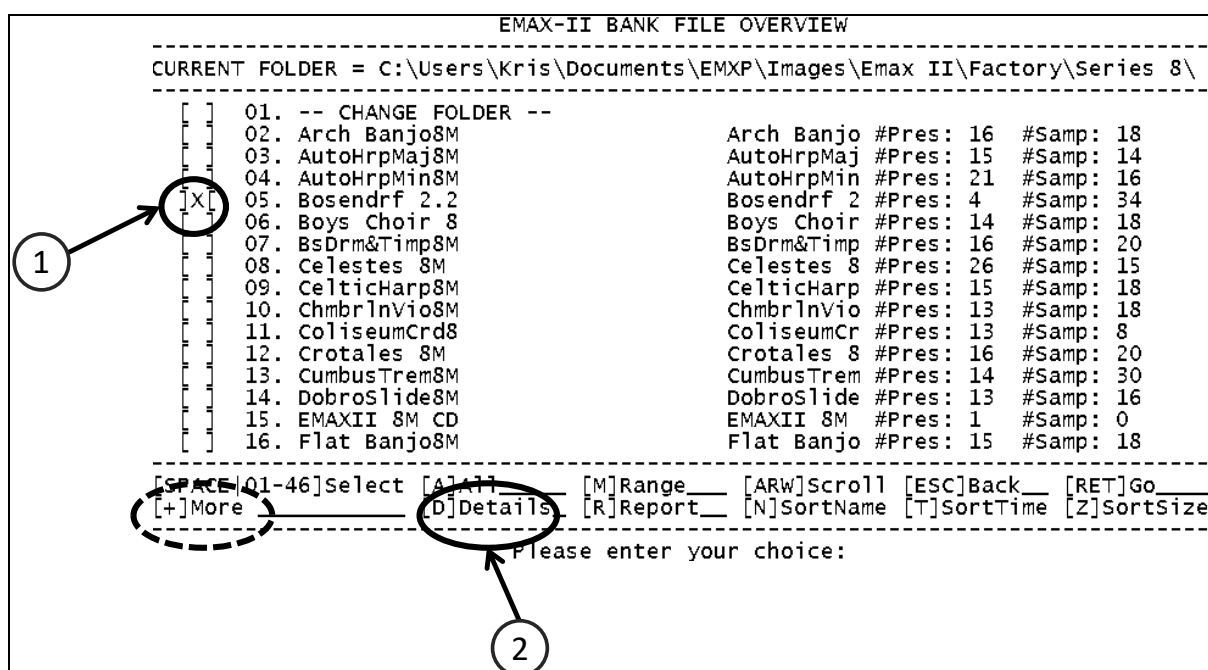 EMAX-II BANK FILE OVERVIEW
CURRENT FOLDER = C:\Users\Kris\Documents\EMXP\Images\Emax II\Factory\Series 8\
[ ] 01. -- CHANGE FOLDER --
[ ] 02. Arch Banjo8M Arch Banjo #Pres: 16 #Samp: 18
[ ] 03. AutoHrpMaj8M AutoHrpMaj #Pres: 15 #Samp: 14
[ ] 04. AutoHrpMin8M AutoHrpMin #Pres: 21 #Samp: 16
]X[ 05. Bosendrf 2.2 Bosendrf 2 #Pres: 4 #Samp: 34
[ ] 06. Boys Choir 8 Boys Choir #Pres: 14 #Samp: 18
[ ] 07. BsDrm&Timp8M BsDrm&Timp #Pres: 16 #Samp: 20
1
[ ] 08. Celestes 8M Celestes 8 #Pres: 26 #Samp: 15
[ ] 09. CelticHarp8M CelticHarp #Pres: 15 #Samp: 18
[ ] 10. ChmbrlnVio8M ChmbrlnVio #Pres: 13 #Samp: 18
[ ] 11. ColiseumCrd8 ColiseumCr #Pres: 13 #Samp: 8
[ ] 12. Crotales 8M Crotales 8 #Pres: 16 #Samp: 20
[ ] 13. CumbusTrem8M CumbusTrem #Pres: 14 #Samp: 30
[ ] 14. DobroSlide8M DobroSlide #Pres: 13 #Samp: 16
[ ] 15. EMAXII 8M CD EMAXII 8M #Pres: 1 #Samp: 0
[ ] 16. Flat Banjo8M Flat Banjo #Pres: 15 #Samp: 18
[SPACE|01-46]Select [A]All______ [M]Range___ [ARW]Scroll [ESC]Back__ [RET]Go____
[+]More ______________ [D]Details_ [R]Report__ [N]SortName [T]SortTime [Z]SortSize
Please enter your choice:
2